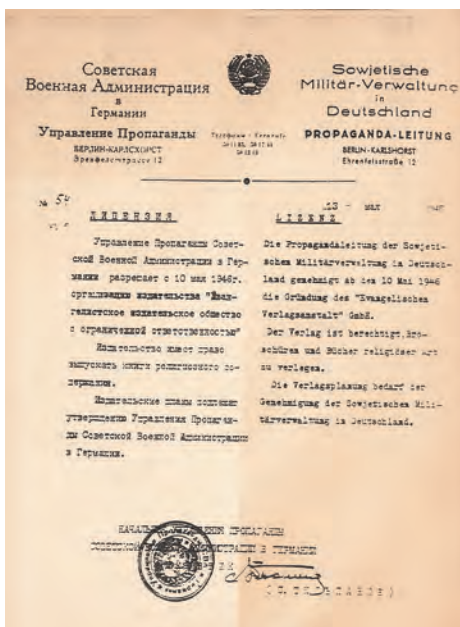 Советская
Военная Администрация
в
Германии
Управление Пропаганды
БЕРЛИН-КАРЛСХОРСТ
Эренфельсштрассе 12
Sowjetische
Militär-Verwaltung
in
Deutschland
PROPAGANDA-LEITUNG
BERLIN-KARLSHORST
Ehrenfelsstraße 12
№ 54
ЛИЦЕНЗИЯ
Управление Пропаганды Совет-
ской Военной Администрации в Гер-
мании разрешает с 10 мая 1946г.
организацию издательства "Еван-
гелистское издательское общество
с ограниченной ответственностью"
Издательство имеет право
выпускать книги религиозного со-
держания.
Издательские планы подлежат
утверждению Управления Пропаган-
ды Советской Военной Администрации
в Германии.
мая
LIZENZ
Die Propagandaleitung der Sowjeti-
schen Militärverwaltung in Deutsch-
land genehmigt ab den 10 Mai 1946
die Gründung des "Evangelischen
Verlagsanstalt" GmbH.
Der Verlag ist berechtigt, Bro-
schüren und Bücher religiöser Art
zu verlegen.
Die Verlagsplanung bedarf der
Genehmigung der Sowjetischen Mili-
tärverwaltung in Deutschland.
ПРОПАГАНДЫ
В ГЕРМАНИИ